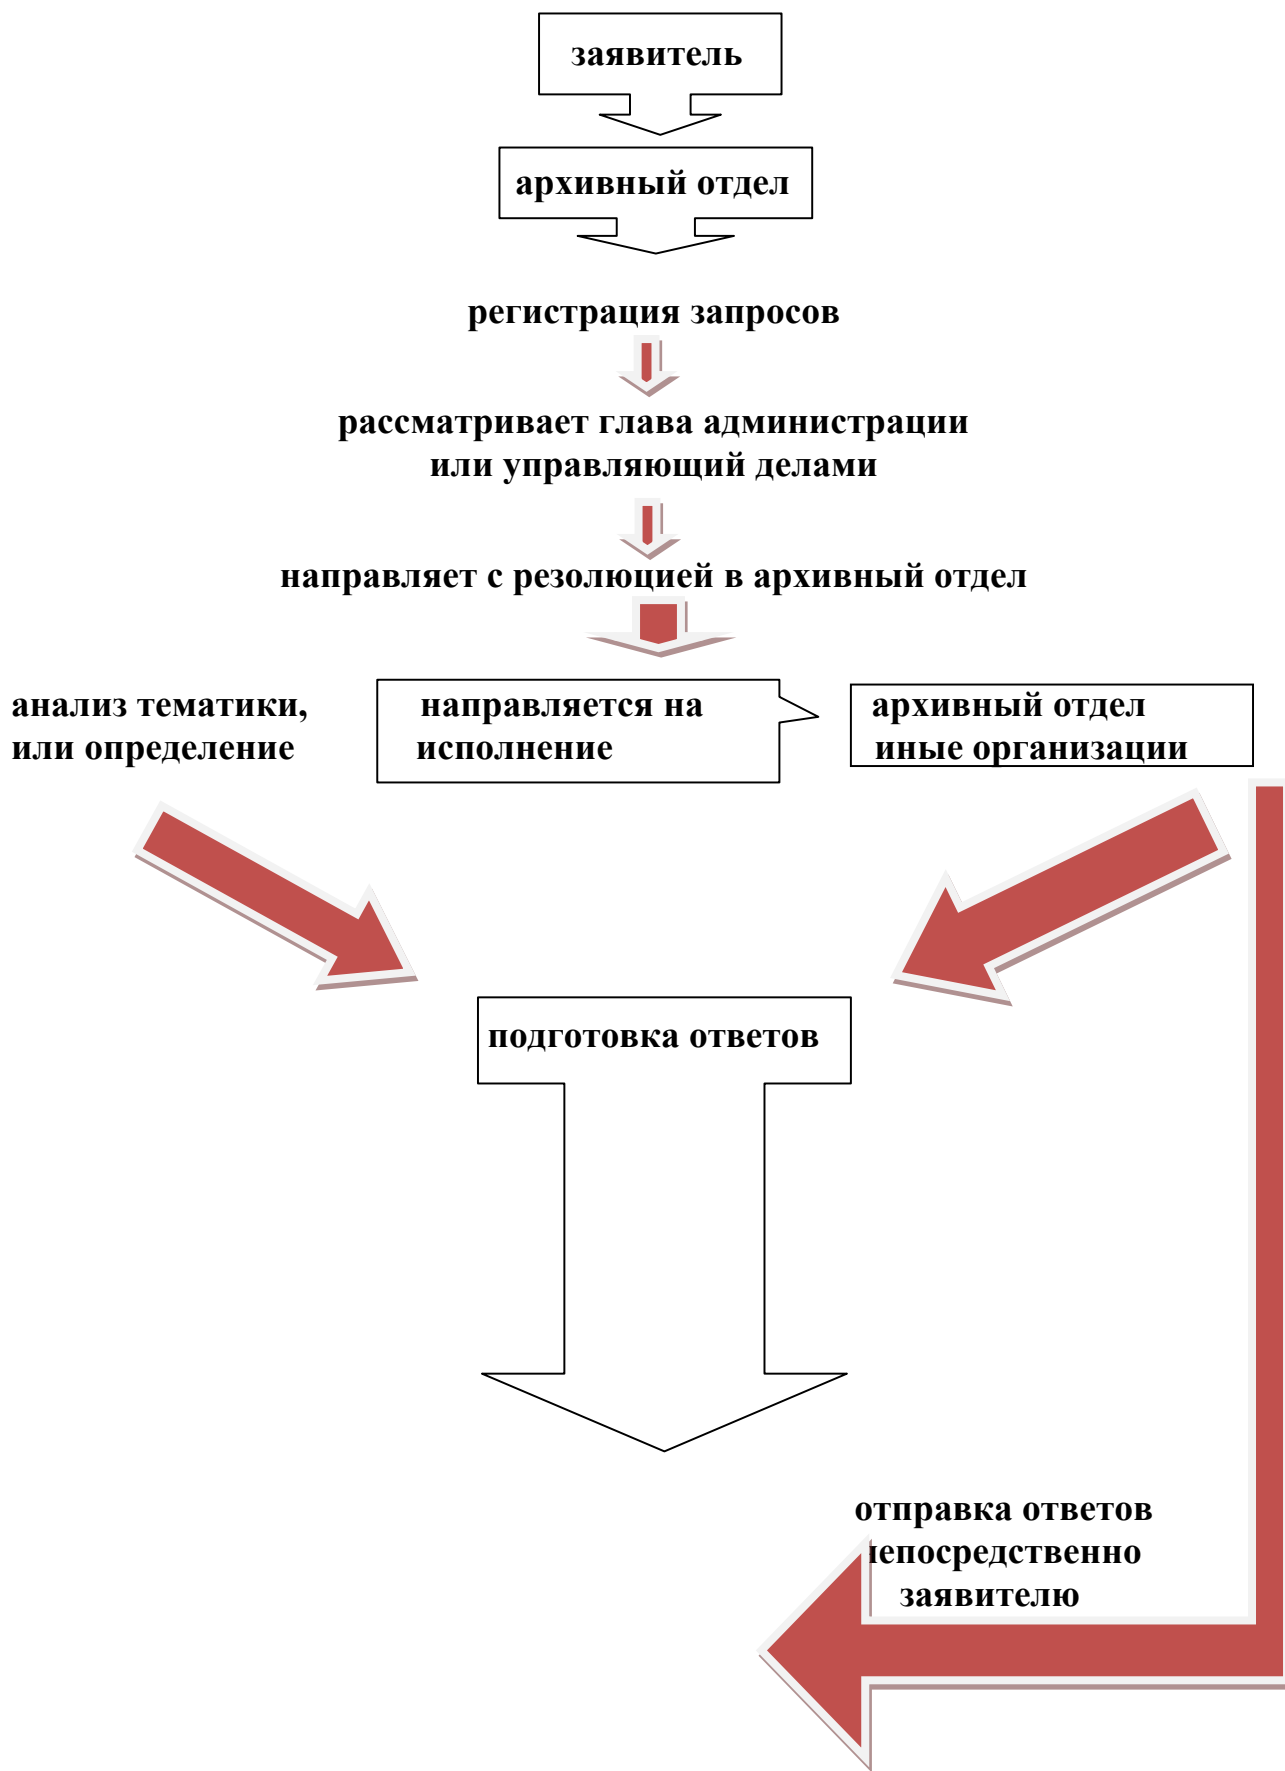 заявитель
архивный отдел
регистрация запросов
рассматривает глава администрации
или управляющий делами
направляет с резолюцией в архивный отдел
анализ тематики,
или определение
направляется на
исполнение
архивный отдел
иные организации
подготовка ответов
отправка ответов
непосредственно
заявителю